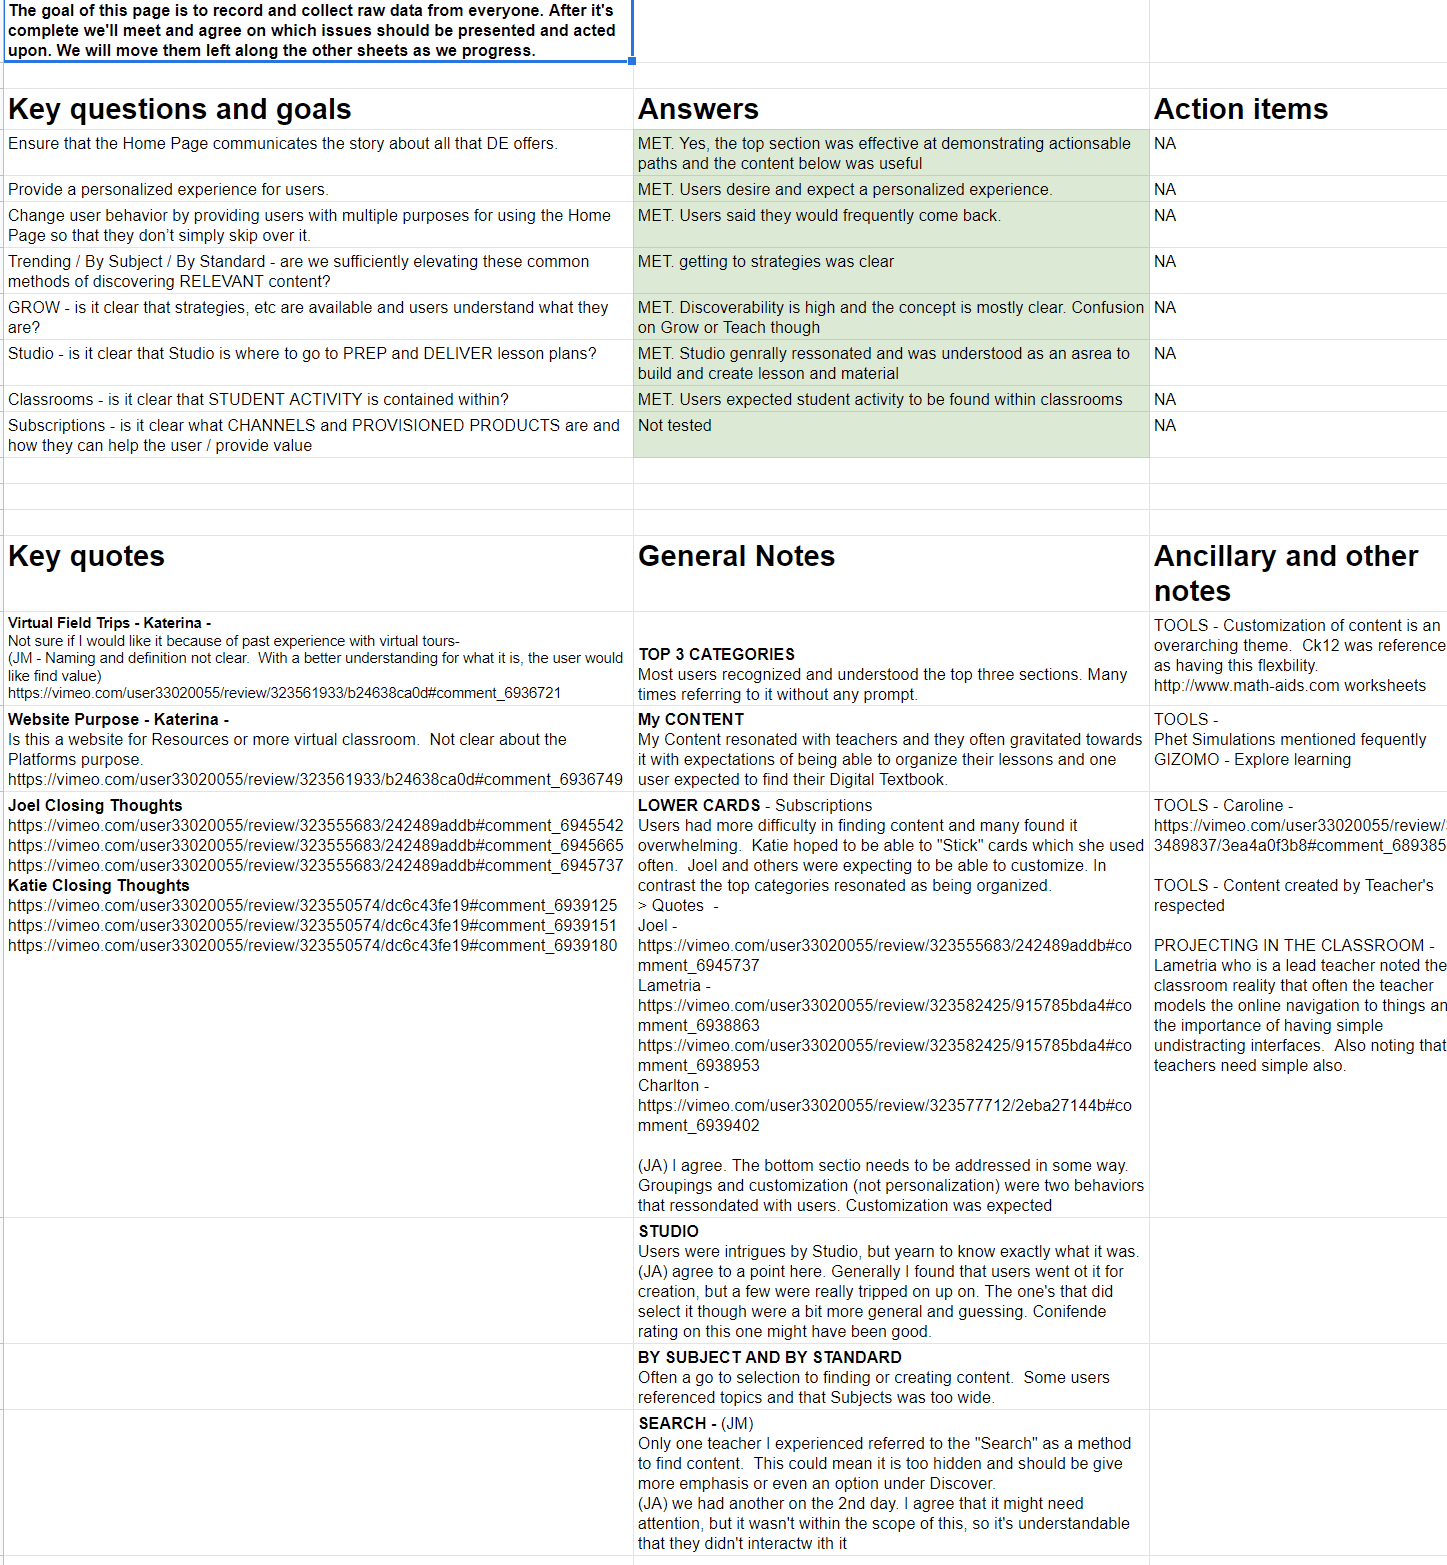 The goal of this page is to record and collect raw data from everyone. After it's
complete we'll meet and agree on which issues should be presented and acted
upon. We will move them left along the other sheets as we progress.
Key questions and goals
Answers
Action items
Ensure that the Home Page communicates the story about all that DE offers.
MET. Yes, the top section was effective at demonstrating actionsable
paths and the content below was useful
NA
Provide a personalized experience for users.
MET. Users desire and expect a personalized experience.
NA
Change user behavior by providing users with multiple purposes for using the Home
Page so that they don't simply skip over it.
MET. Users said they would frequently come back.
NA
Trending / By Subject / By Standard - are we sufficiently elevating these common
methods of discovering RELEVANT content?
MET. getting to strategies was clear
NA
GROW - is it clear that strategies, etc are available and users understand what they
are?
MET. Discoverability is high and the concept is mostly clear. Confusion
on Grow or Teach though
NA
Studio - is it clear that Studio is where to go to PREP and DELIVER lesson plans?
MET. Studio genrally ressonated and was understood as an asrea to
build and create lesson and material
NA
Classrooms - is it clear that STUDENT ACTIVITY is contained within?
MET. Users expected student activity to be found within classrooms
NA
Subscriptions - is it clear what CHANNELS and PROVISIONED PRODUCTS are and
how they can help the user / provide value
Not tested
NA
Key quotes
General Notes
Ancillary and other
notes
Virtual Field Trips - Katerina -
Not sure if I would like it because of past experience with virtual tours-
(JM - Naming and definition not clear.  With a better understanding for what it is, the user would
like find value)
https://vimeo.com/user33020055/review/323561933/b24638ca0d#comment_6936721
TOP 3 CATEGORIES
Most users recognized and understood the top three sections. Many
times referring to it without any prompt.
TOOLS - Customization of content is an
overarching theme.  Ck12 was reference
as having this flexbility.
http://www.math-aids.com worksheets
Website Purpose - Katerina -
Is this a website for Resources or more virtual classroom.  Not clear about the
Platforms purpose.
https://vimeo.com/user33020055/review/323561933/b24638ca0d#comment_6936749
My CONTENT
My Content resonated with teachers and they often gravitated towards
it with expectations of being able to organize their lessons and one
user expected to find their Digital Textbook.
TOOLS -
Phet Simulations mentioned fequently
GIZOMO - Explore learning
Joel Closing Thoughts
https://vimeo.com/user33020055/review/323555683/242489addb#comment_6945542
https://vimeo.com/user33020055/review/323555683/242489addb#comment_6945665
https://vimeo.com/user33020055/review/323555683/242489addb#comment_6945737
Katie Closing Thoughts
https://vimeo.com/user33020055/review/323550574/dc6c43fe19#comment_6939125
https://vimeo.com/user33020055/review/323550574/dc6c43fe19#comment_6939151
https://vimeo.com/user33020055/review/323550574/dc6c43fe19#comment_6939180
LOWER CARDS - Subscriptions
Users had more difficulty in finding content and many found it
overwhelming.  Katie hoped to be able to "Stick" cards which she used
often.  Joel and others were expecting to be able to customize. In
contrast the top categories resonated as being organized.
> Quotes  -
Joel -
https://vimeo.com/user33020055/review/323555683/242489addb#co
mment_6945737
Lametria -
https://vimeo.com/user33020055/review/323582425/915785bda4#co
mment_6938863
https://vimeo.com/user33020055/review/323582425/915785bda4#co
mment_6938953
Charlton -
https://vimeo.com/user33020055/review/323577712/2eba27144b#co
mment_6939402
(JA) I agree. The bottom sectio needs to be addressed in some way.
Groupings and customization (not personalization) were two behaviors
that ressondated with users. Customization was expected
TOOLS - Caroline -
https://vimeo.com/user33020055/review/
3489837/3ea4a0f3b8#comment_689385
TOOLS - Content created by Teacher's
respected
PROJECTING IN THE CLASSROOM -
Lametria who is a lead teacher noted the
classroom reality that often the teacher
models the online navigation to things an
the importance of having simple
undistracting interfaces.  Also noting that
teachers need simple also.
STUDIO
Users were intrigues by Studio, but yearn to know exactly what it was.
(JA) agree to a point here. Generally I found that users went ot it for
creation, but a few were really tripped on up on. The one's that did
select it though were a bit more general and guessing. Conifende
rating on this one might have been good.
BY SUBJECT AND BY STANDARD
Often a go to selection to finding or creating content.  Some users
referenced topics and that Subjects was too wide.
SEARCH - (JM)
Only one teacher I experienced referred to the "Search" as a method
to find content.  This could mean it is too hidden and should be give
more emphasis or even an option under Discover.
(JA) we had another on the 2nd day. I agree that it might need
attention, but it wasn't within the scope of this, so it's understandable
that they didn't interactw ith it